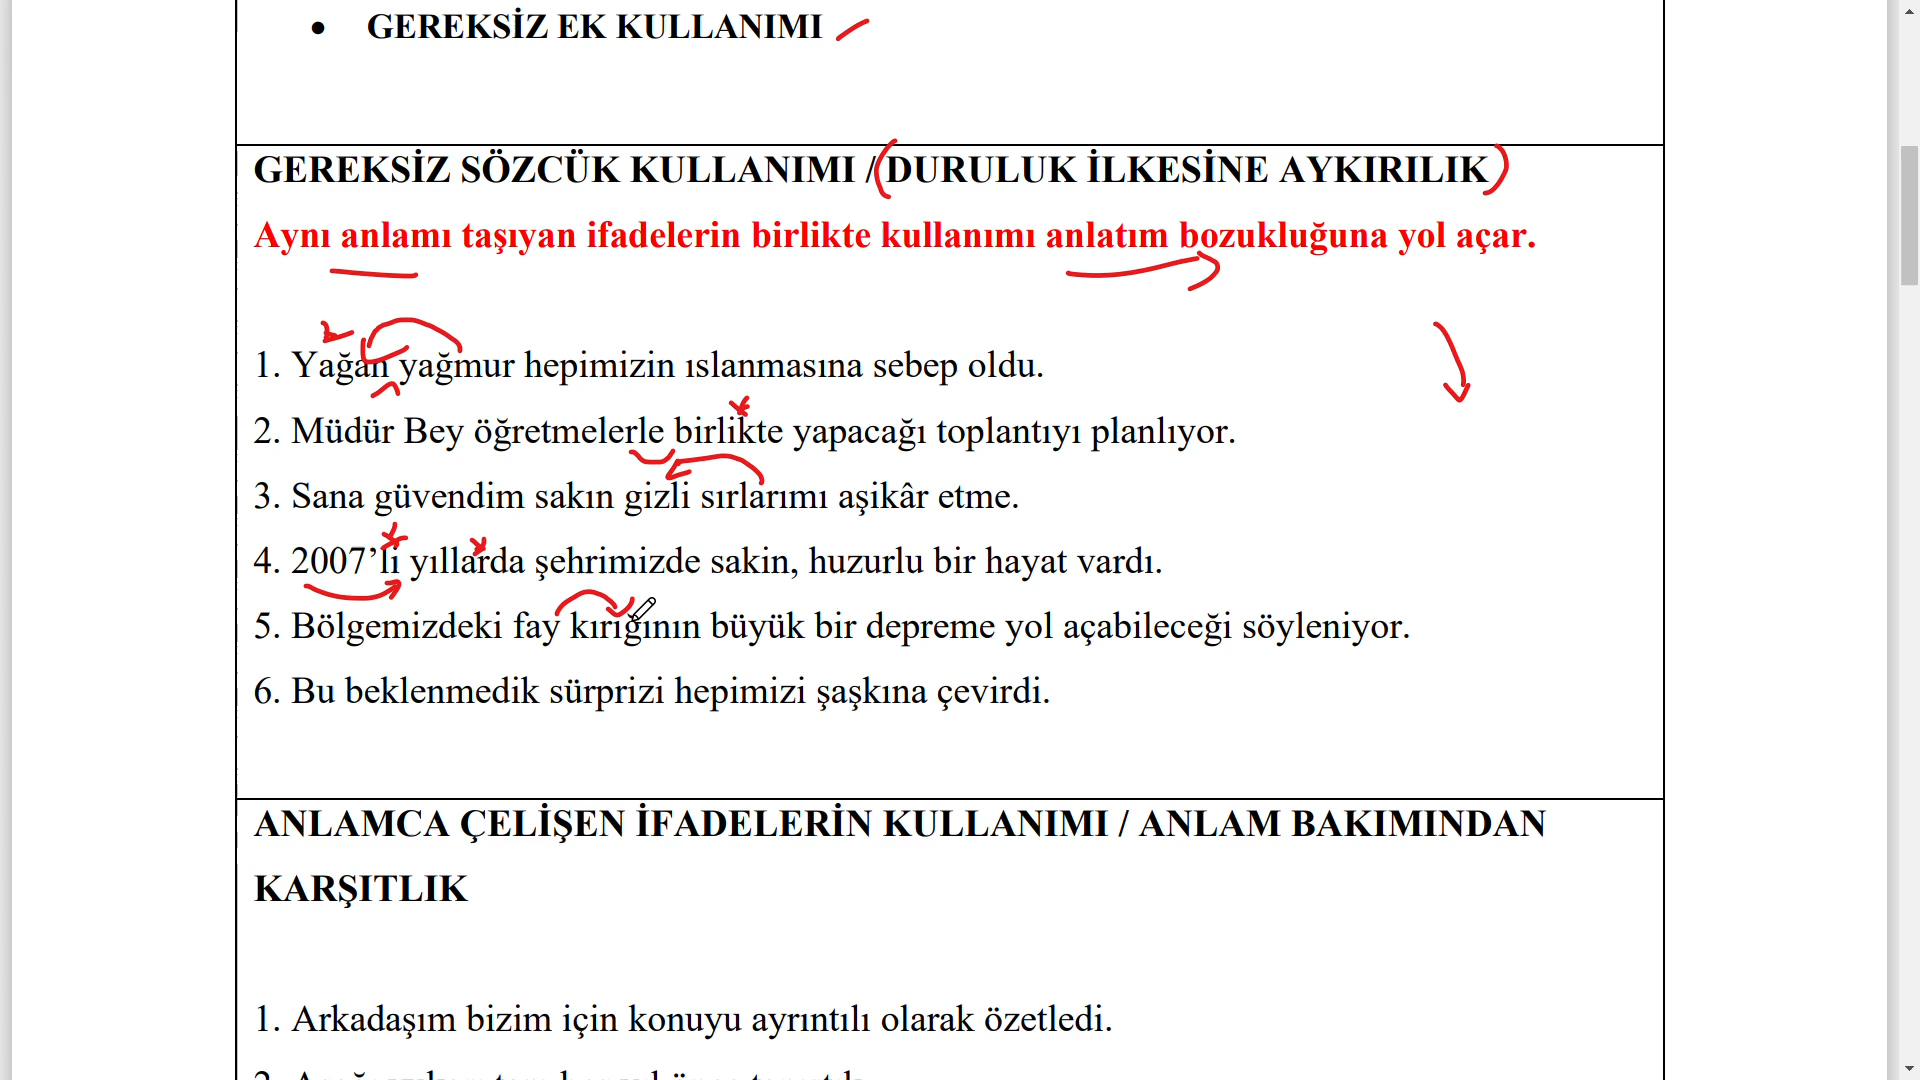 • GEREKSİZ EK KULLANIMI
GEREKSİZ SÖZCÜK KULLANIMI / DURULUK İLKESİNE AYKIRILIK
Aynı anlamı taşıyan ifadelerin birlikte kullanımı anlatım bozukluğuna yol açar.
1. Yağan yağmur hepimizin ıslanmasına sebep oldu.
2. Müdür Bey öğretmelerle birlikte yapacağı toplantıyı planlıyor.
3. Sana güvendim sakın gizli sırlarımı aşikâr etme.
4. 2007’li yıllarda şehrimizde sakin, huzurlu bir hayat vardı.
5. Bölgemizdeki fay kırığının büyük bir depreme yol açabileceği söyleniyor.
6. Bu beklenmedik sürprizi hepimizi şaşkına çevirdi.
ANLAMCA ÇELİŞEN İFADELERİN KULLANIMI / ANLAM BAKIMINDAN
KARŞITLIK
1. Arkadaşım bizim için konuyu ayrıntılı olarak özetledi.